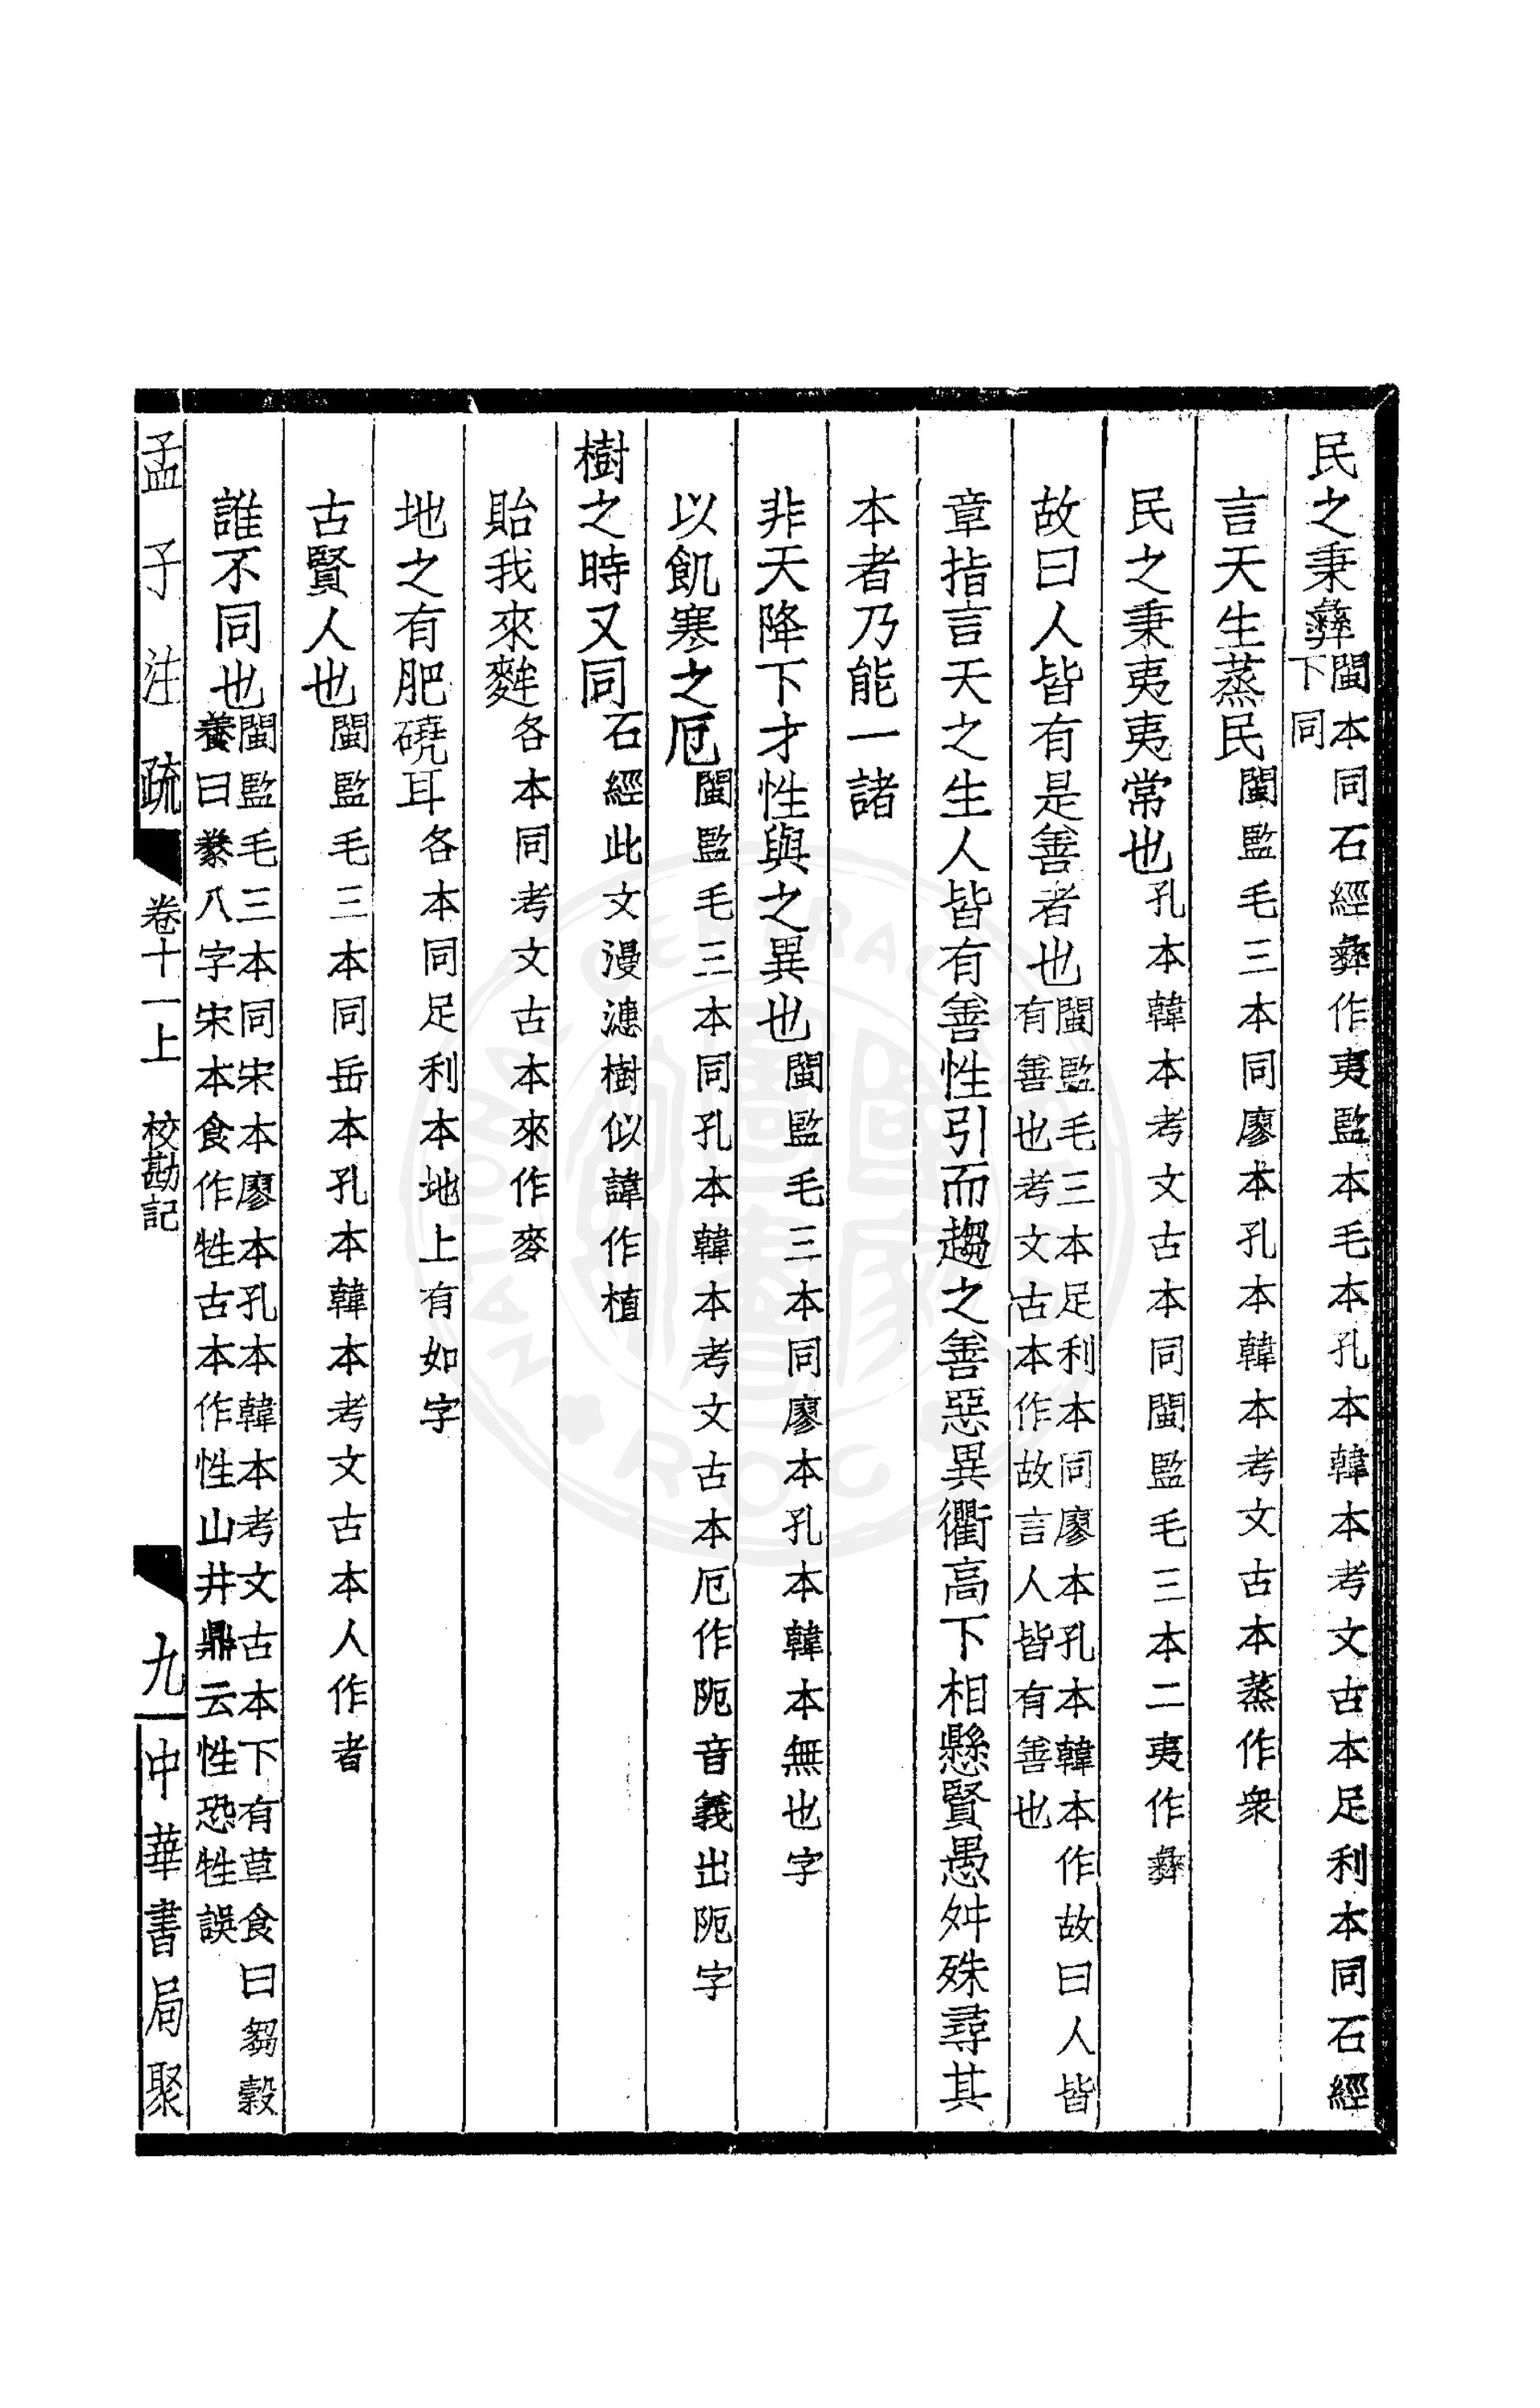 民之秉彝閩本同石經彝作夷監本毛本孔本韓本考文古本足利本同石經下同
言天生蒸民閩監毛三本同廖本孔本韓本考文古本蒸作衆
民之秉夷夷常也孔本韓本考文古本同閩監毛三本二夷作彝
故曰人皆有是善者也閩監毛三本足利本同廖本孔本韓本作故曰人皆有善也考文古本作故言人皆有善也
章指言天之生人皆有善性引而趨之善惡異衢高下相懸賢愚舛殊尋其
本者乃能一諸
非天降下才性與之異也閩監毛三本同廖本孔本韓本無也字
以飢寒之厄閩監毛三本同孔本韓本考文古本厄作阨音義出阨字
樹之時又同石經此文漫漶樹似諱作植
貽我來麰各本同考文古本來作麥
地之有肥磽耳各本同足利本地上有如字
古賢人也閩監毛三本同岳本孔本韓本考文古本人作者
誰不同也閩監毛三本同宋本廖本孔本韓本考文古本下有草食曰芻穀養曰豢八字宋本食作牲古本作性山井鼎云性恐牲誤
孟子注疏 卷十一上 校勘記 九 中華書局聚
NATIONAL CENTRAL LIBRARY ROC
國家圖書